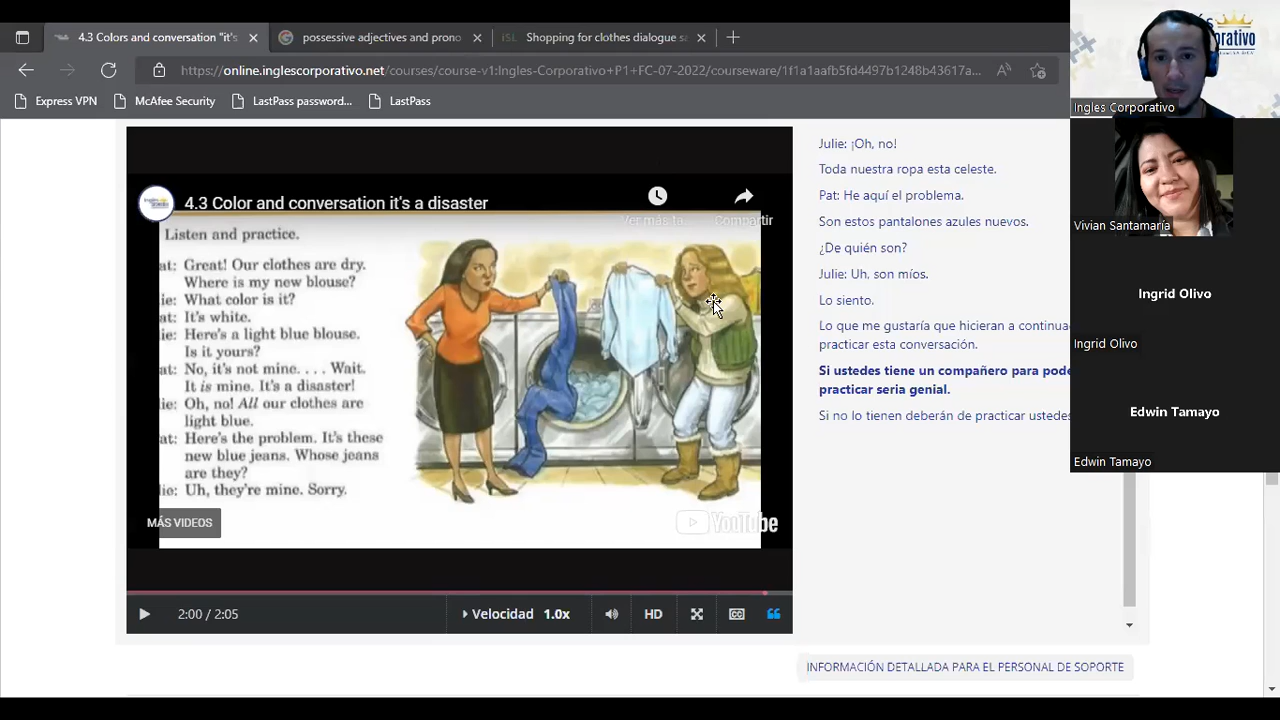 4.3 Colors and conversation "it's
possessive adjectives and prono
iSL
Shopping for clothes dialogue sc
https://online.inglescorporativo.net/courses/course-v1:Ingles-Corporativo+P1+FC-07-2022/courseware/1f1a1aafb5fd4497b1248b43617a...
Express VPN
McAfee Security
LastPass password...
LastPass
4.3 Color and conversation it's a disaster
Ver más ta...
Compartir
Listen and practice.
at: Great! Our clothes are dry.
Where is my new blouse?
ie: What color is it?
at: It's white.
ie: Here's a light blue blouse.
Is it yours?
at: No, it's not mine. . . . Wait.
It is mine. It's a disaster!
ie: Oh, no! All our clothes are
light blue.
at: Here's the problem. It's these
new blue jeans. Whose jeans
are they?
ie: Uh, they're mine. Sorry.
MÁS VIDEOS
YouTube
2:00 / 2:05
Velocidad 1.0x
HD
Julie: ¡Oh, no!
Toda nuestra ropa esta celeste.
Pat: He aquí el problema.
Son estos pantalones azules nuevos.
¿De quién son?
Julie: Uh, son míos.
Lo siento.
Lo que me gustaría que hicieran a continua
practicar esta conversación.
Si ustedes tiene un compañero para pode
practicar seria genial.
Si no lo tienen deberán de practicar ustedes
INFORMACIÓN DETALLADA PARA EL PERSONAL DE SOPORTE
Ingles Corporativo
Vivian Santamaría
Ingrid Olivo
Ingrid Olivo
Edwin Tamayo
Edwin Tamayo